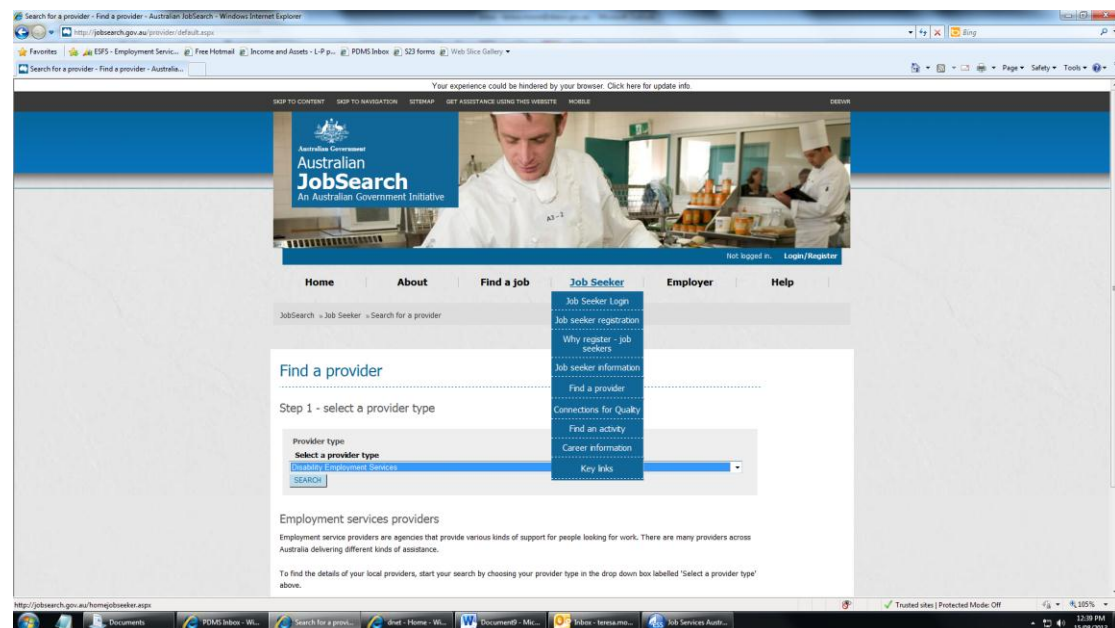 Search for a provider - Find a provider - Australian JobSearch - Windows Internet Explorer
http://jobsearch.gov.au/provider/default.aspx
Bing
Favorites ESFS - Employment Servic... Free Hotmail Income and Assets - L-P p... PDMS Inbox S23 forms Web Slice Gallery
Search for a provider - Find a provider - Australia...
Page Safety Tools
Your experience could be hindered by your browser. Click here for update info.
SKIP TO CONTENT SKIP TO NAVIGATION SITEMAP GET ASSISTANCE USING THIS WEBSITE MOBILE DEEWR
Australian Government
Australian
JobSearch
An Australian Government Initiative
A3-2
Not logged in. Login/Register
Home About Find a job Job Seeker Employer Help
Job Seeker Login
JobSearch » Job Seeker » Search for a provider
Job seeker registration
Why register - job
seekers
Job seeker information
Find a provider
Connections for Quality
Find an activity
Career information
Key links
Find a provider
Step 1 - select a provider type
Provider type
Select a provider type
Disability Employment Services
SEARCH
Employment services providers
Employment service providers are agencies that provide various kinds of support for people looking for work. There are many providers across
Australia delivering different kinds of assistance.
To find the details of your local providers, start your search by choosing your provider type in the drop down box labelled 'Select a provider type'
above.
http://jobsearch.gov.au/homejobseeker.aspx
Trusted sites | Protected Mode: Off
105%
Documents PDMS Inbox - Wi... Search for a provi... dnet - Home - Wi... Document9 - Mic... Inbox - teresa.mo... Job Services Austr...
12:39 PM
15/08/2013